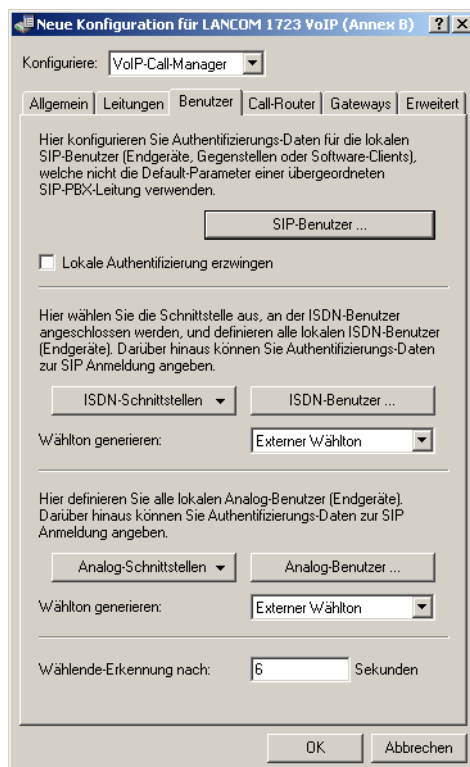 Neue Konfiguration für LANCOM 1723 VoIP (Annex B)
Konfiguriere: VoIP-Call-Manager
Allgemein Leitungen Benutzer Call-Router Gateways Erweitert
Hier konfigurieren Sie Authentifizierungs-Daten für die lokalen
SIP-Benutzer (Endgeräte, Gegenstellen oder Software-Clients),
welche nicht die Default-Parameter einer übergeordneten
SIP-PBX-Leitung verwenden.
SIP-Benutzer ...
Lokale Authentifizierung erzwingen
Hier wählen Sie die Schnittstelle aus, an der ISDN-Benutzer
angeschlossen werden, und definieren alle lokalen ISDN-Benutzer
(Endgeräte). Darüber hinaus können Sie Authentifizierungs-Daten
zur SIP Anmeldung angeben.
ISDN-Schnittstellen ISDN-Benutzer ...
Wählton generieren: Externer Wählton
Hier definieren Sie alle lokalen Analog-Benutzer (Endgeräte).
Darüber hinaus können Sie Authentifizierungs-Daten zur SIP
Anmeldung angeben.
Analog-Schnittstellen Analog-Benutzer ...
Wählton generieren: Externer Wählton
Wählende-Erkennung nach: 6 Sekunden
OK Abbrechen